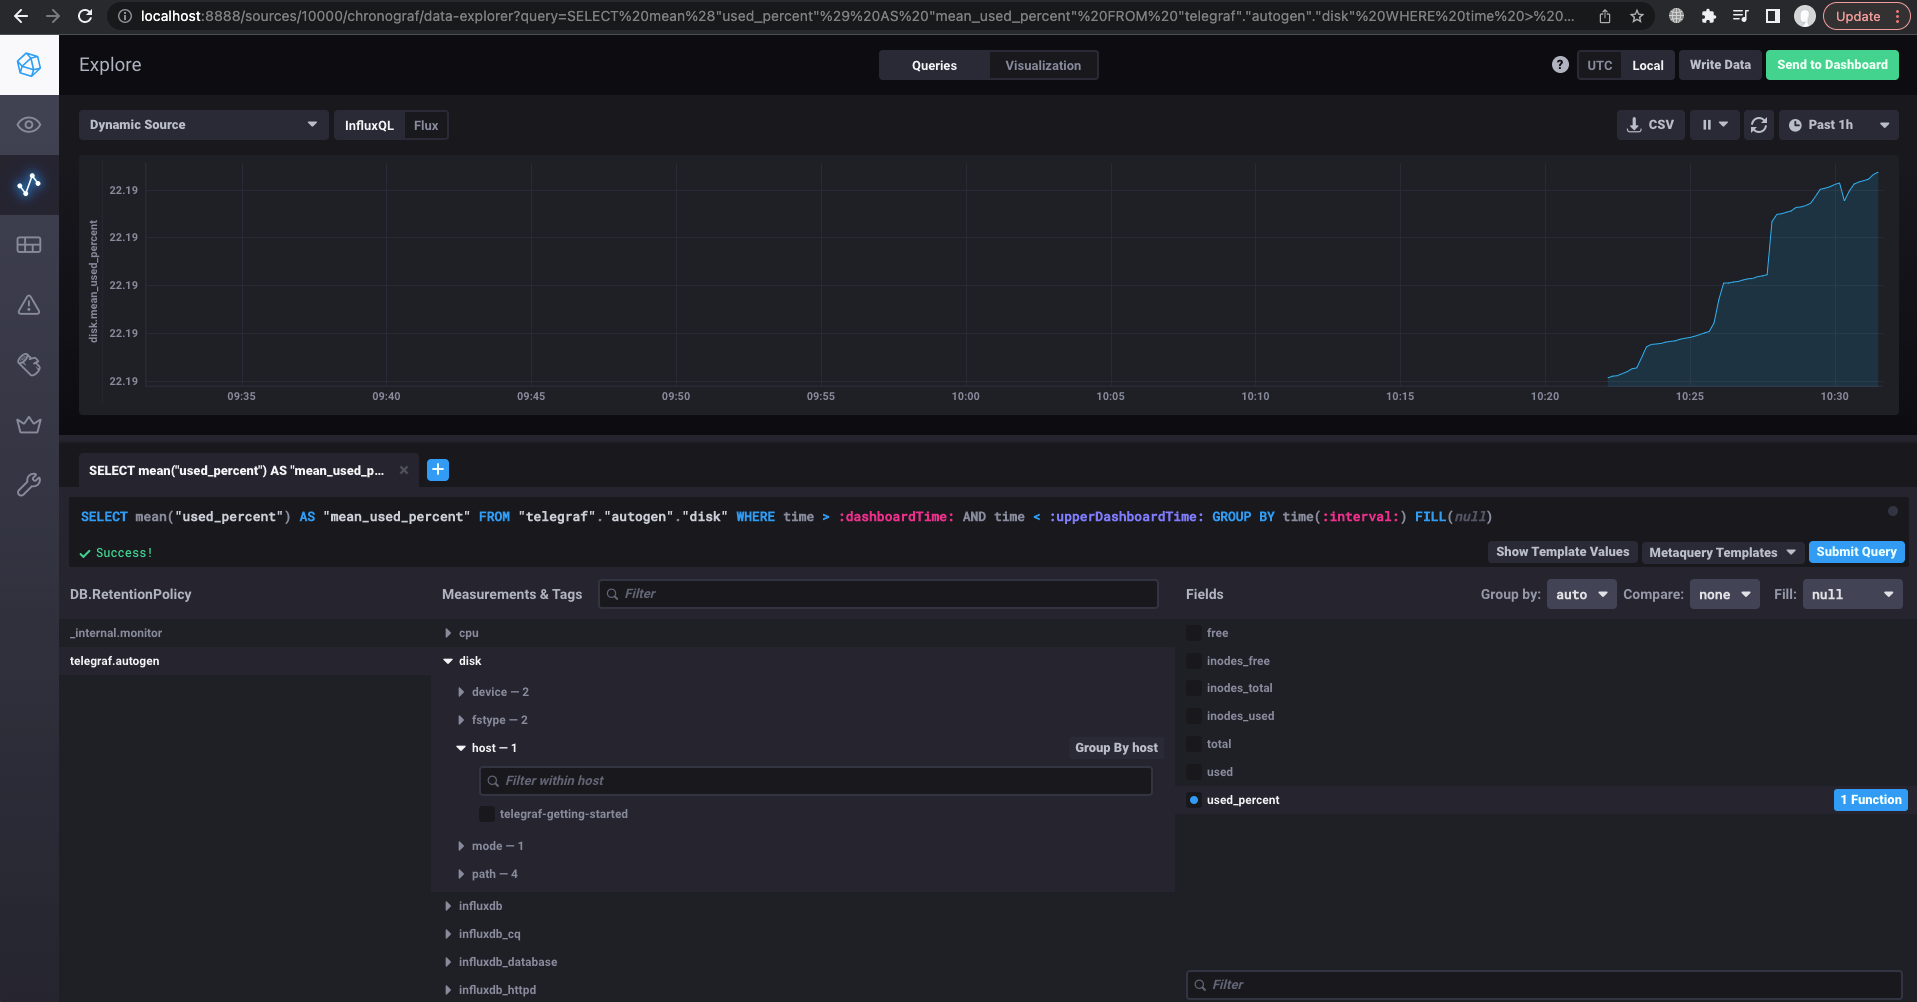 localhost:8888/sources/10000/chronograf/data-explorer?query=SELECT%20mean%28"used_percent"%29%20AS%20"mean_used_percent"%20FROM%20"telegraf"."autogen"."disk"%20WHERE%20time%20>%20...
Update
Explore
Queries
Visualization
?
UTC
Local
Write Data
Send to Dashboard
Dynamic Source
InfluxQL
Flux
CSV
Past 1h
disk.mean_used_percent
22.19
22.19
22.19
22.19
22.19
09:35
09:40
09:45
09:50
09:55
10:00
10:05
10:10
10:15
10:20
10:25
10:30
SELECT mean("used_percent") AS "mean_used_p...
SELECT mean("used_percent") AS "mean_used_percent" FROM "telegraf"."autogen"."disk" WHERE time > :dashboardTime: AND time < :upperDashboardTime: GROUP BY time(:interval:) FILL(null)
Success!
Show Template Values
Metaquery Templates
Submit Query
DB.RetentionPolicy
Measurements & Tags
Filter
Fields
Group by:
auto
Compare:
none
Fill:
null
_internal.monitor
telegraf.autogen
cpu
disk
device — 2
fstype — 2
host — 1
Group By host
Filter within host
telegraf-getting-started
mode — 1
path — 4
influxdb
influxdb_cq
influxdb_database
influxdb_httpd
free
inodes_free
inodes_total
inodes_used
total
used
used_percent
1 Function
Filter